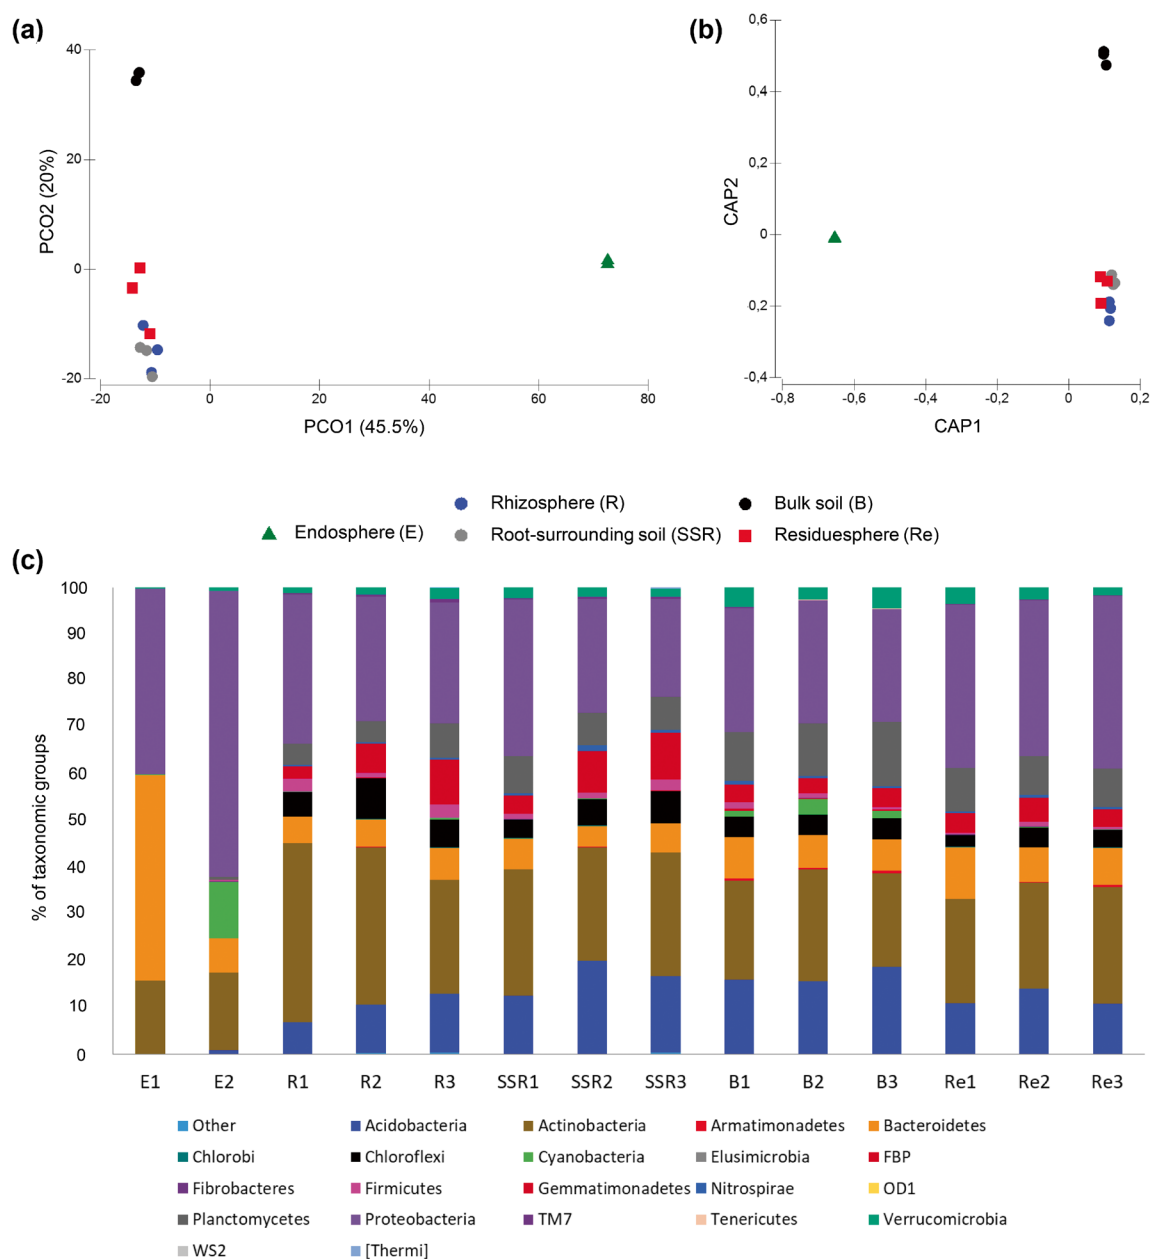 (a)
40
20
0
-20
PCO2 (20%)
-20 0 20 40 60 80
PCO1 (45.5%)
(b)
0,6
0,4
0,2
0
-0,2
-0,4
CAP2
-0,8 -0,6 -0,4 -0,2 0 0,2
CAP1
Rhizosphere (R) Bulk soil (B)
Endosphere (E) Root-surrounding soil (SSR) Residuesphere (Re)
(c)
100
90
80
70
60
50
40
30
20
10
0
% of taxonomic groups
E1 E2 R1 R2 R3 SSR1 SSR2 SSR3 B1 B2 B3 Re1 Re2 Re3
Other Acidobacteria Actinobacteria Armatimonadetes Bacteroidetes
Chlorobi Chloroflexi Cyanobacteria Elusimicrobia FBP
Fibrobacteres Firmicutes Gemmatimonadetes Nitrospirae OD1
Planctomycetes Proteobacteria TM7 Tenericutes Verrucomicrobia
WS2 [Thermi]